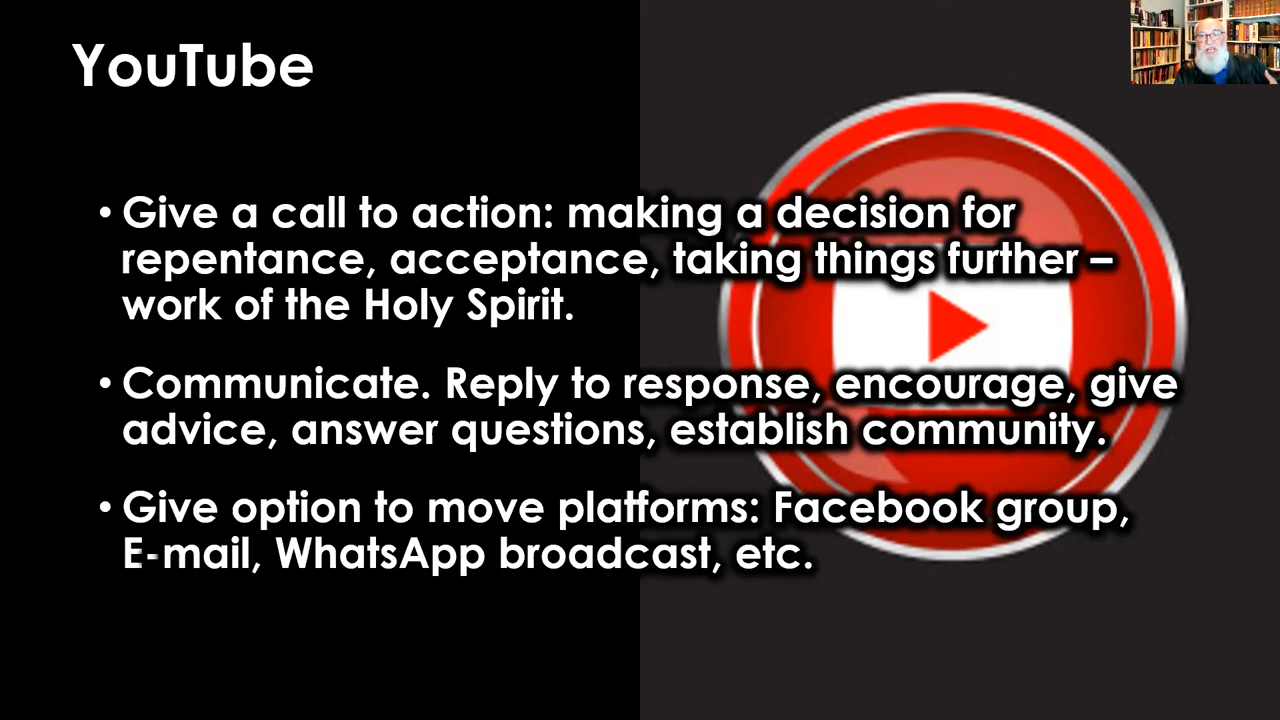 YouTube
• Give a call to action: making a decision for
repentance, acceptance, taking things further –
work of the Holy Spirit.
• Communicate. Reply to response, encourage, give
advice, answer questions, establish community.
• Give option to move platforms: Facebook group,
E-mail, WhatsApp broadcast, etc.